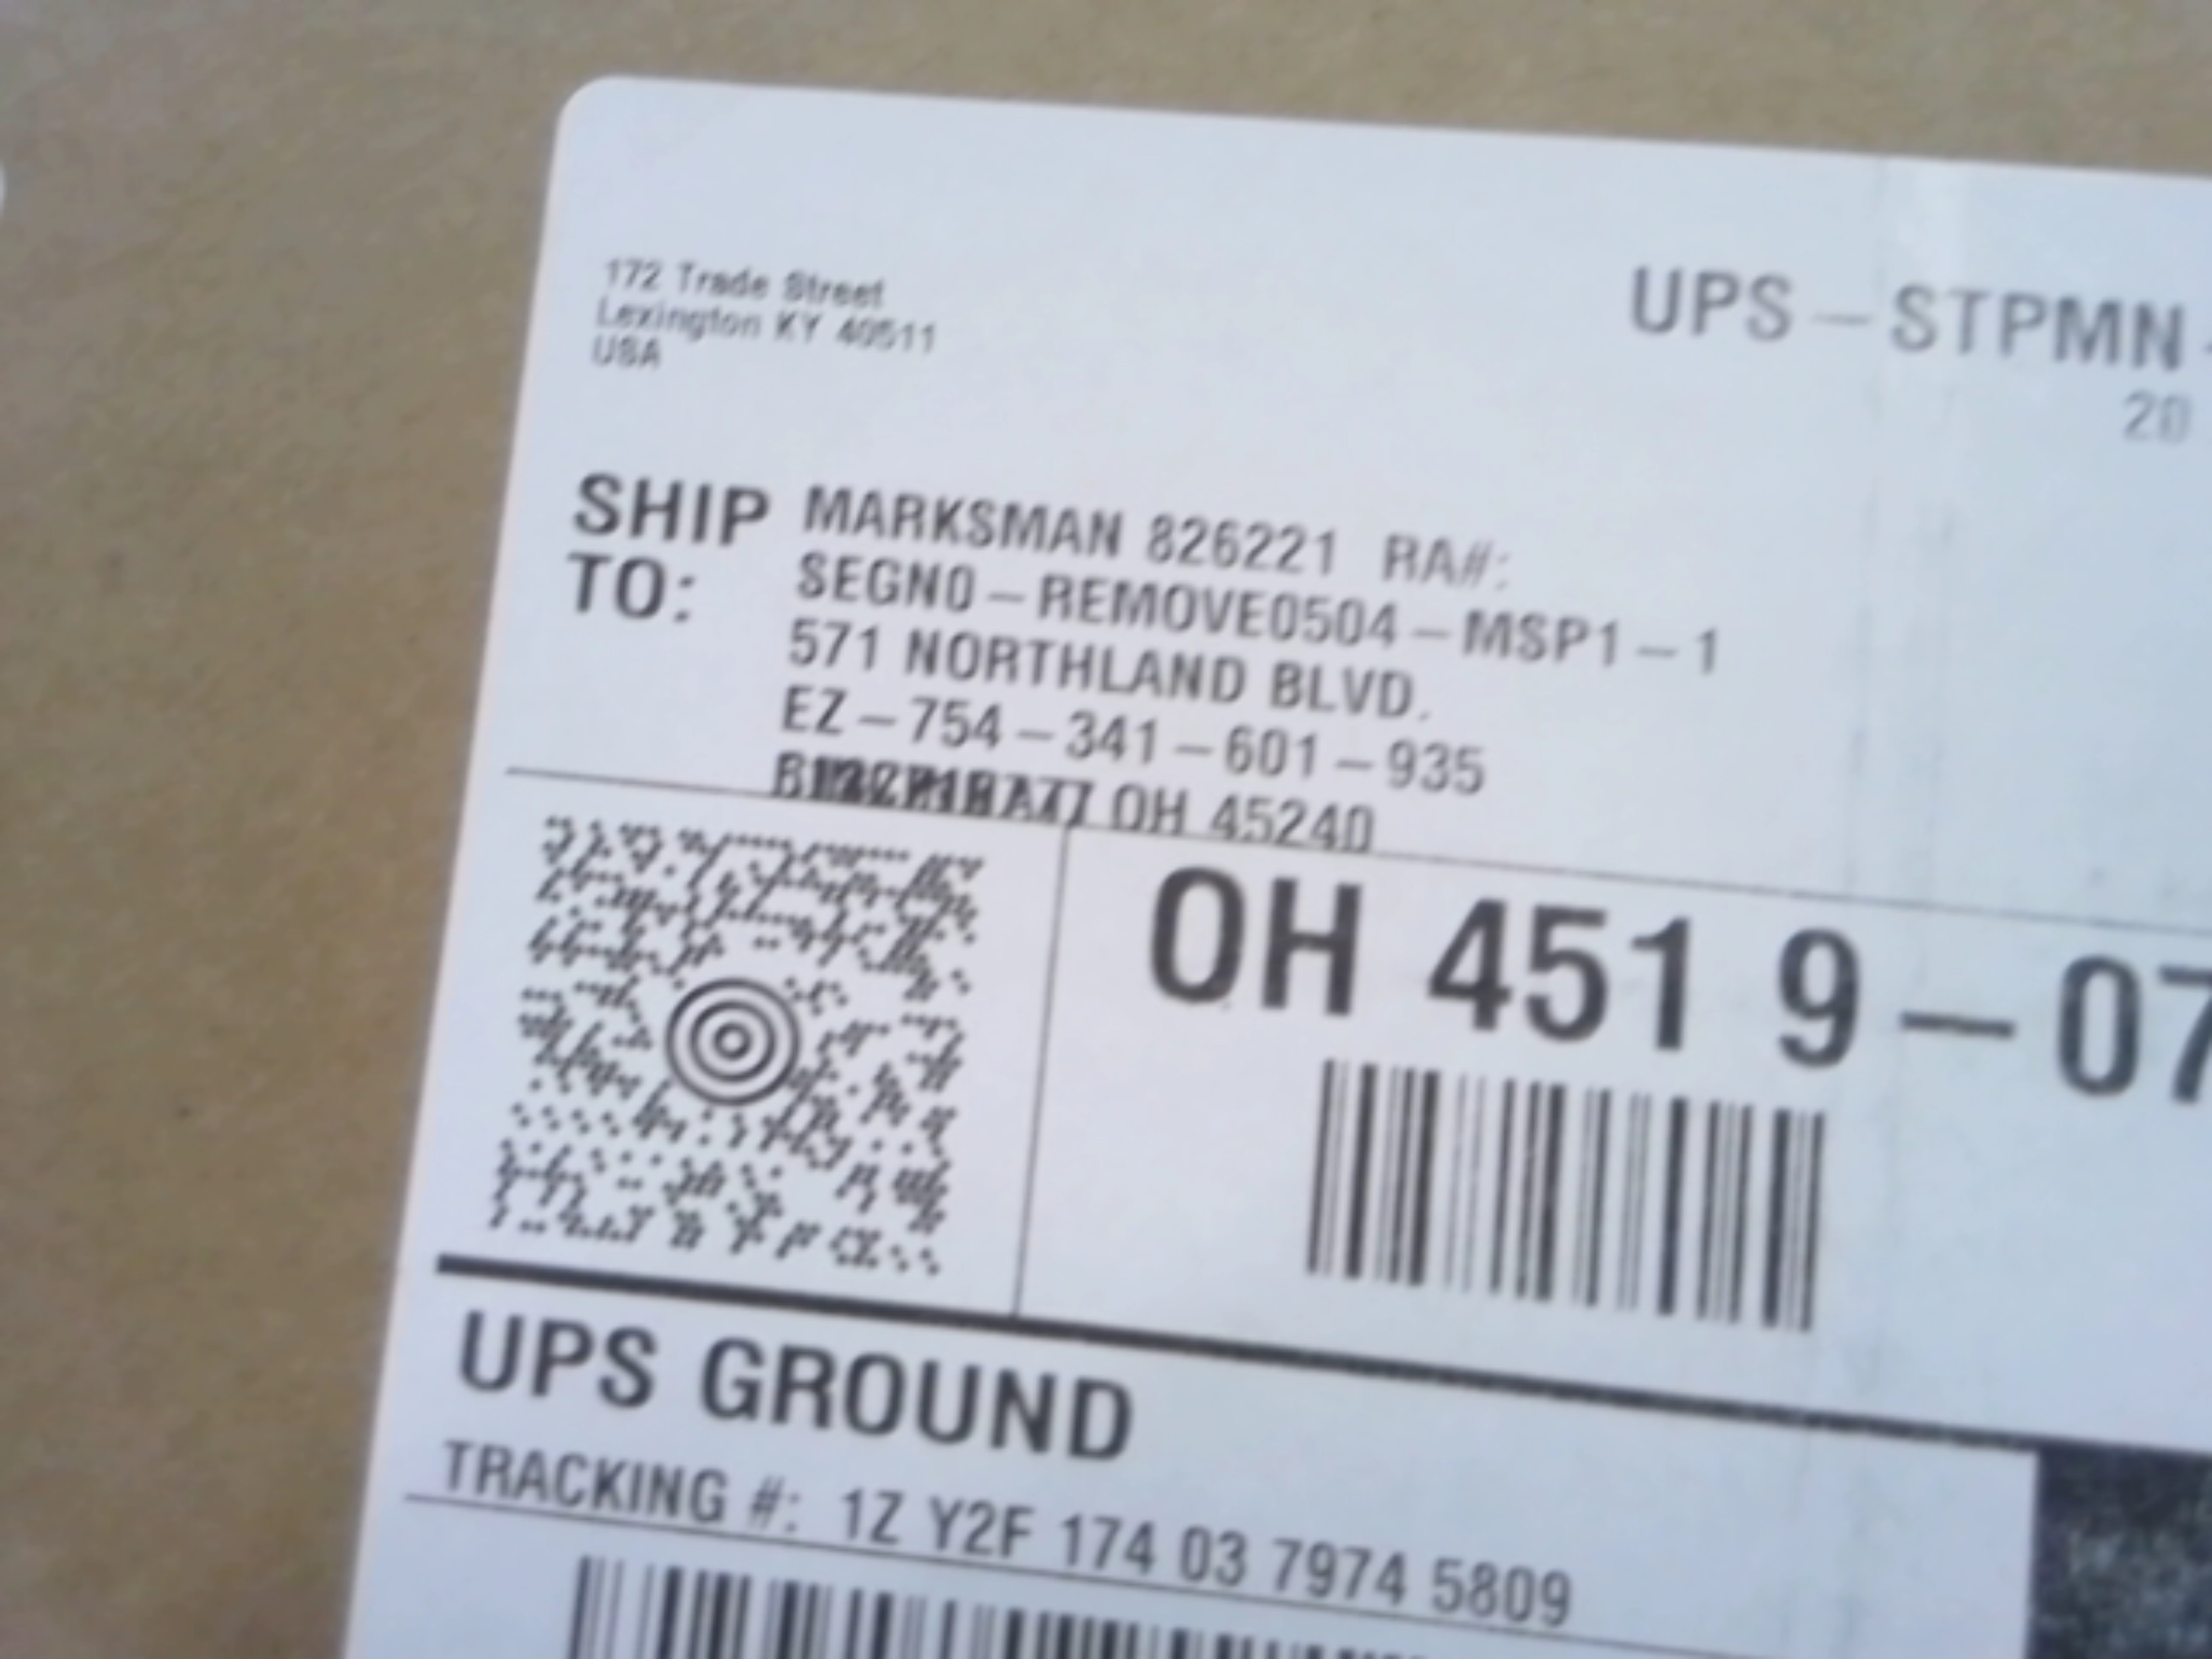 172 Trade Street
Lexington KY 40511
USA
UPS-STPMN-
20
SHIP TO:
MARKSMAN 826221 RA#:
SEGN0-REMOVE0504-MSP1-1
571 NORTHLAND BLVD.
EZ-754-341-601-935
OH 45240
OH 451 9-07
UPS GROUND
TRACKING #: 1Z Y2F 174 03 7974 5809